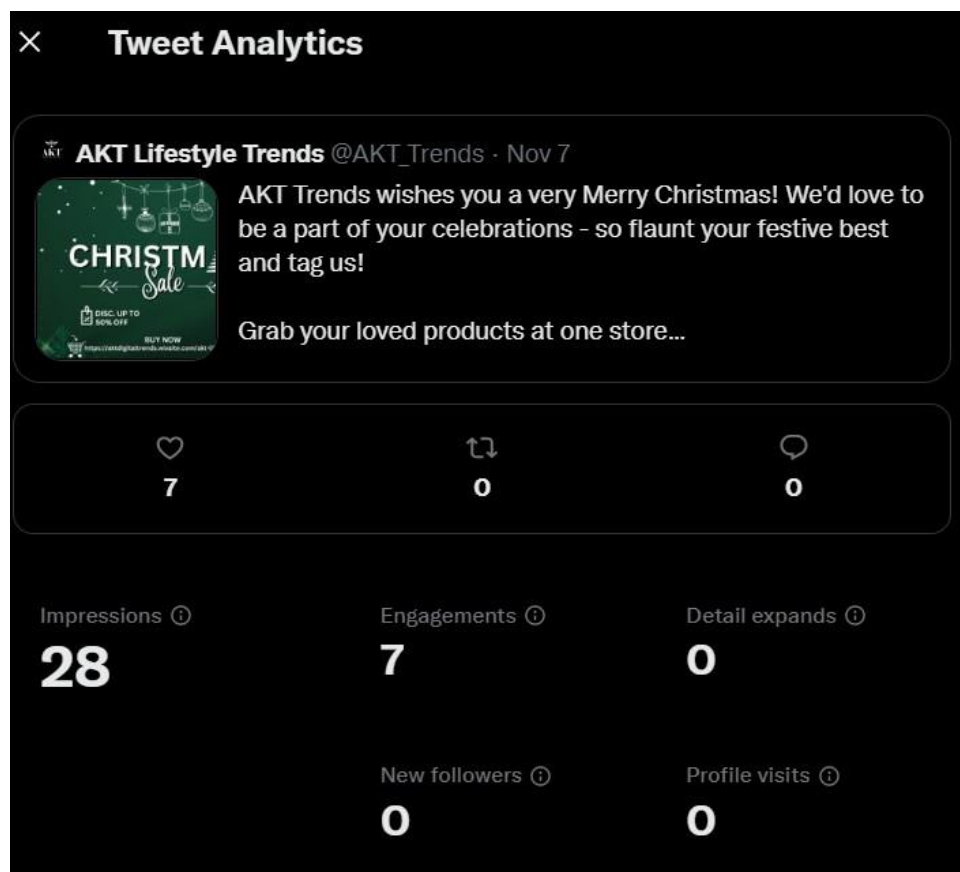 Tweet Analytics
AKT
AKT Lifestyle Trends @AKT_Trends · Nov 7
AKT Trends wishes you a very Merry Christmas! We'd love to
be a part of your celebrations - so flaunt your festive best
and tag us!
Grab your loved products at one store...
CHRISTM
Sale
DISC. UP TO
50% OFF
BUY NOW
7
0
0
Impressions
Engagements
Detail expands
28
7
0
New followers
Profile visits
0
0